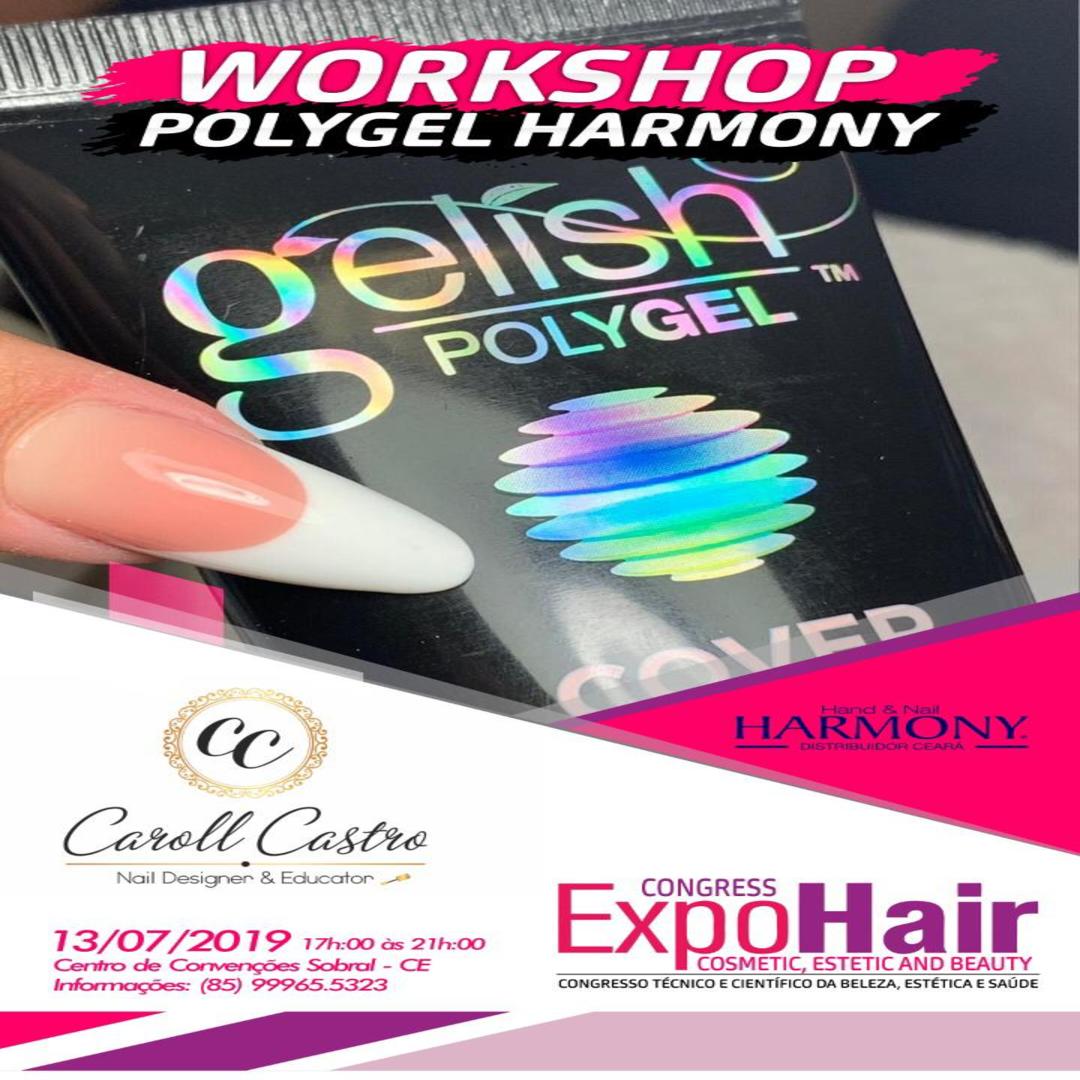 WORKSHOP
POLYGEL HARMONY
gelish
POLYGEL
TM
COVER
Hand & Nail
HARMONY.
DISTRIBUIDOR CEARÁ
CC
Caroll Castro
Nail Designer & Educator
13/07/2019 17h:00 às 21h:00
Centro de Convenções Sobral - CE
Informações: (85) 99965.5323
CONGRESS
ExpoHair
COSMETIC, ESTETIC AND BEAUTY
CONGRESSO TÉCNICO E CIENTÍFICO DA BELEZA, ESTÉTICA E SAÚDE